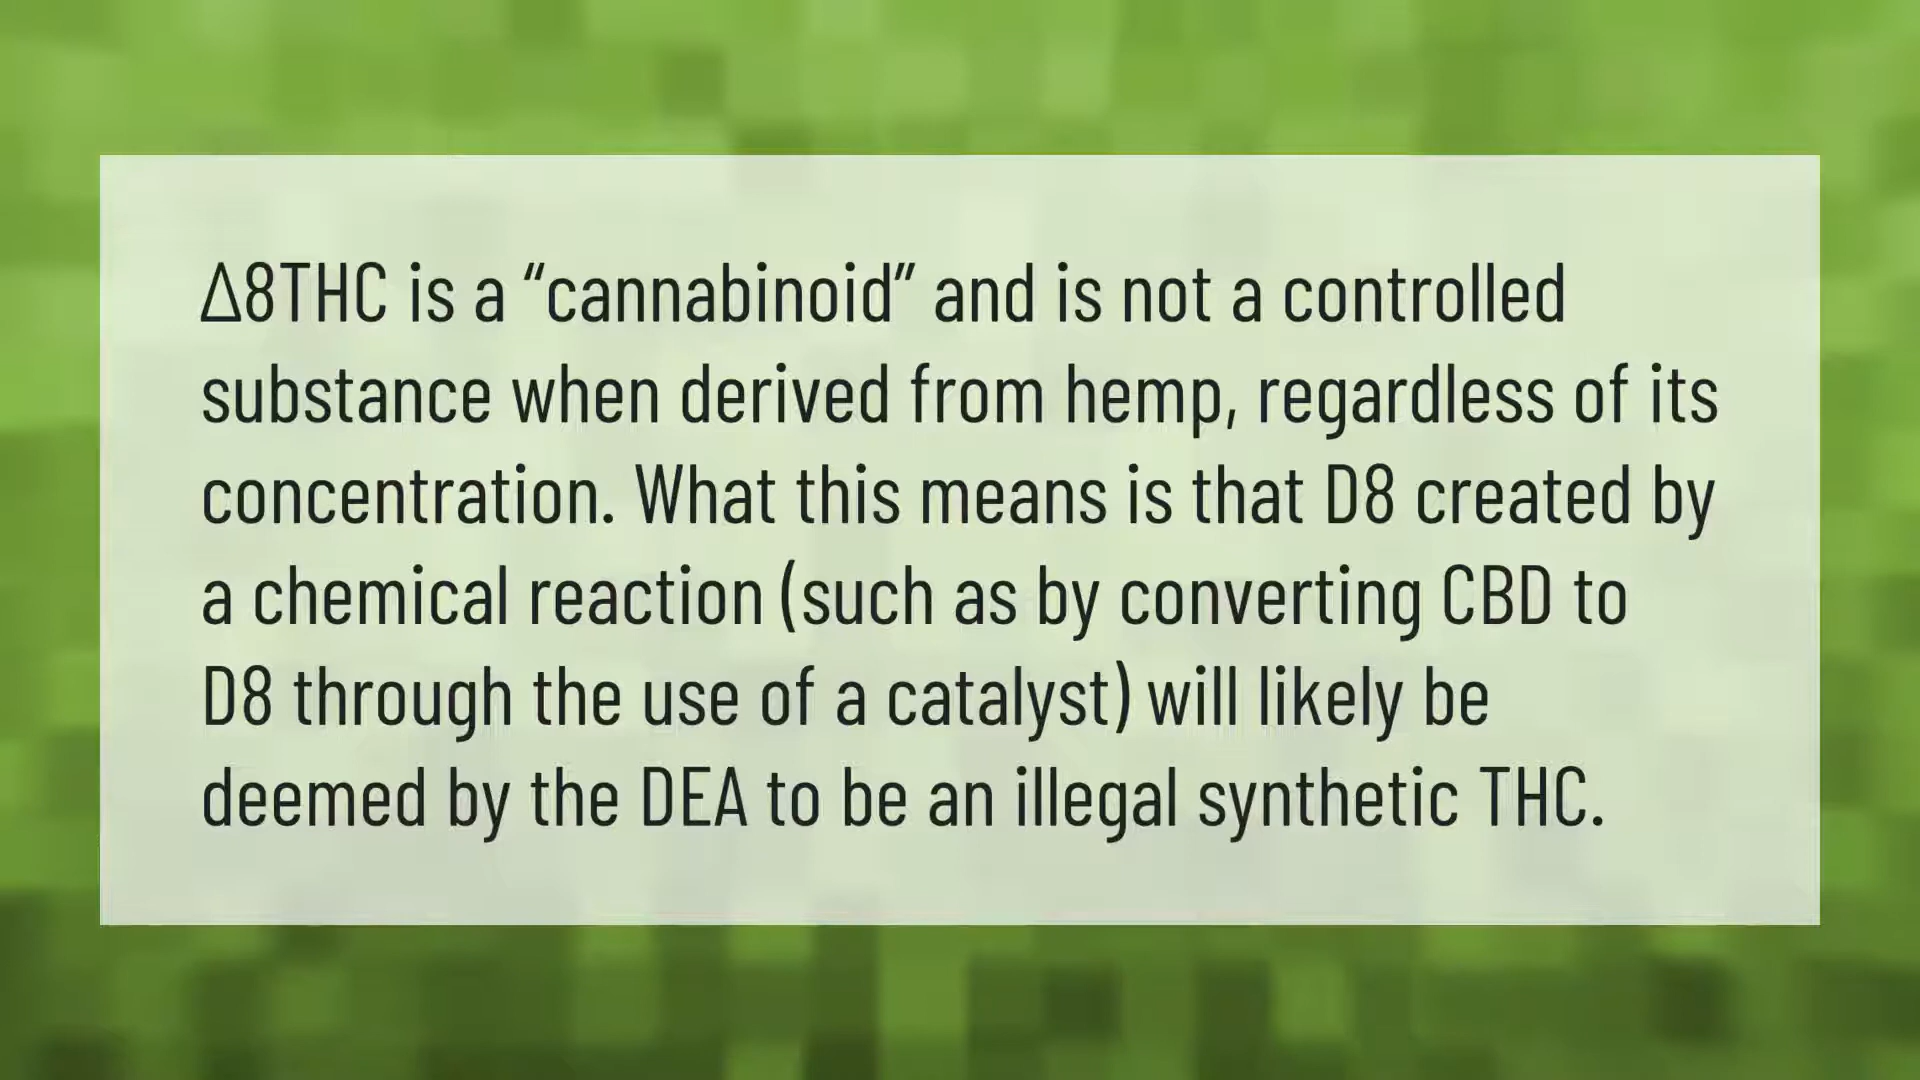 Δ8THC is a “cannabinoid” and is not a controlled
substance when derived from hemp, regardless of its
concentration. What this means is that D8 created by
a chemical reaction (such as by converting CBD to
D8 through the use of a catalyst) will likely be
deemed by the DEA to be an illegal synthetic THC.